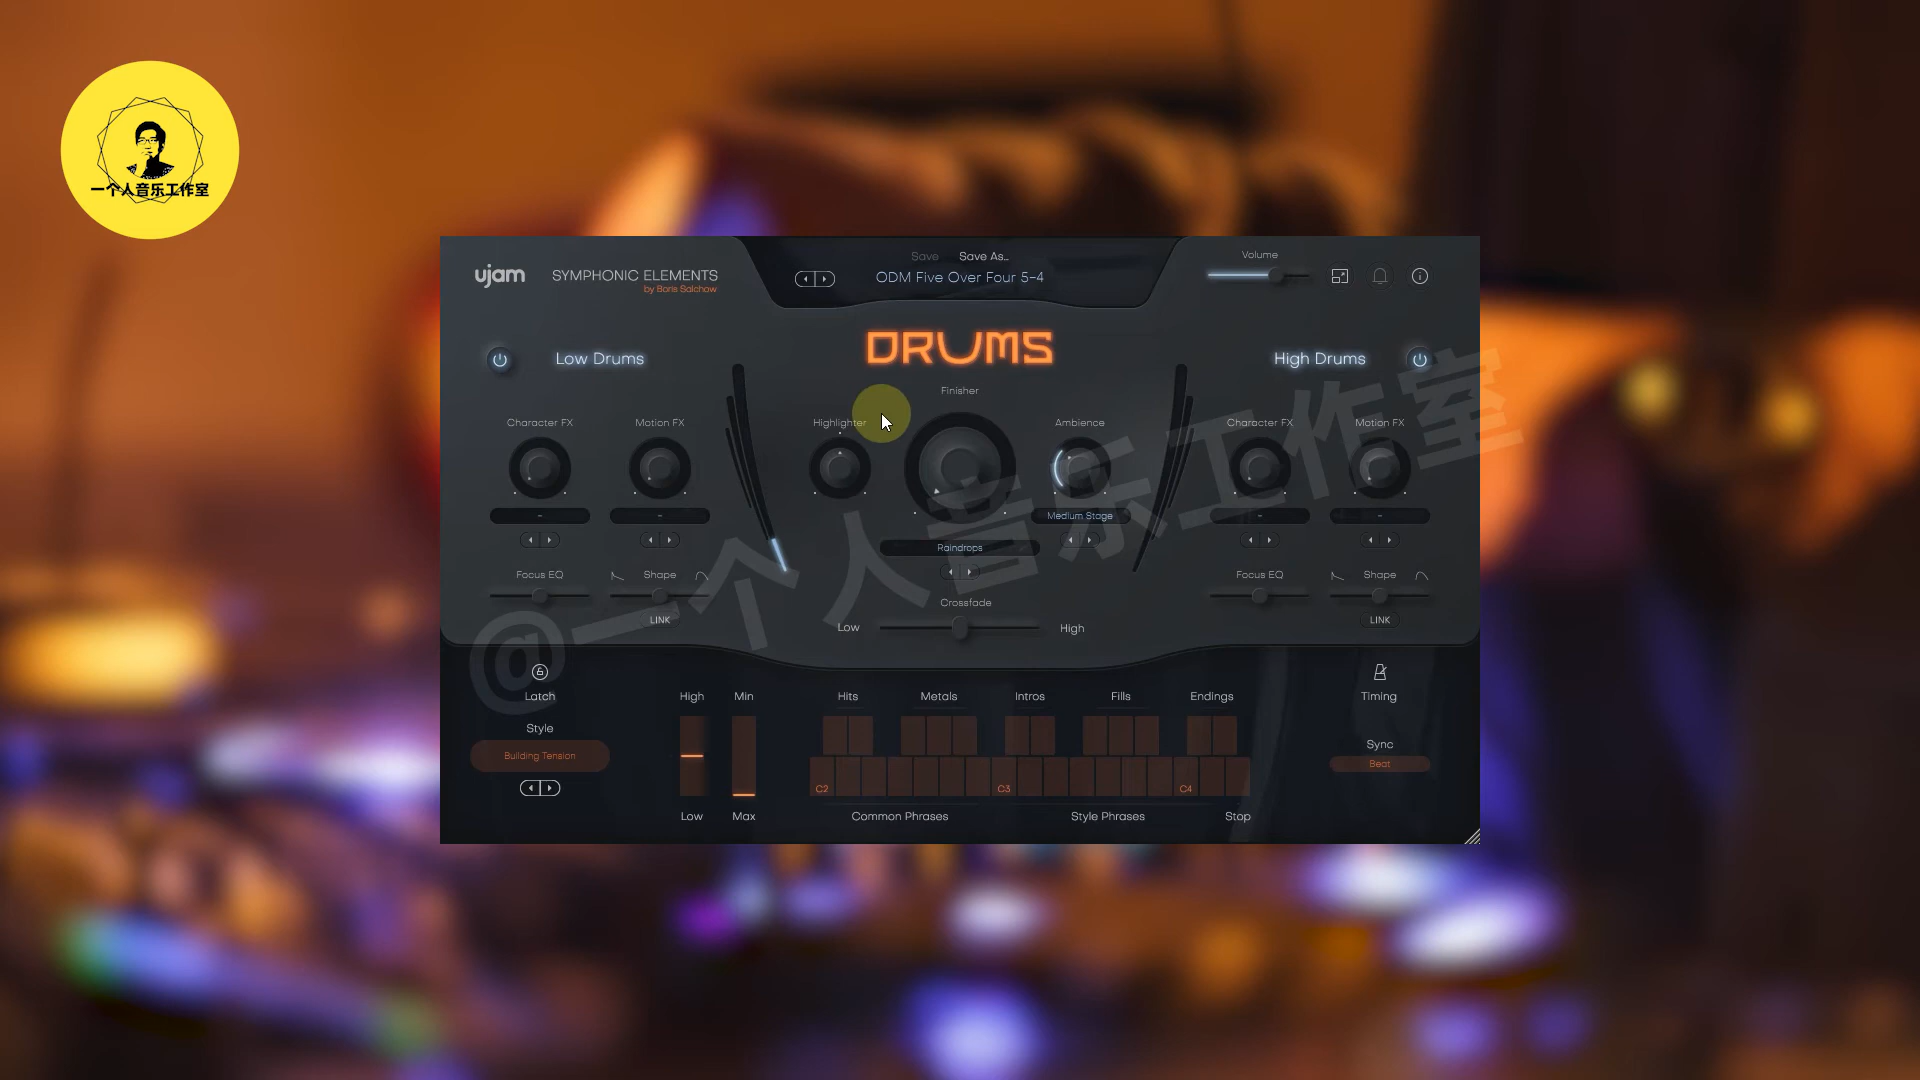 一个人音乐工作室
ujam
SYMPHONIC ELEMENTS
by Boris Salchow
Save Save As...
ODM Five Over Four 5-4
Volume
DRUMS
Low Drums
High Drums
Finisher
Character FX
Motion FX
Highlighter
Ambience
Character FX
Motion FX
-
-
Medium Stage
-
-
Raindrops
Focus EQ
Shape
Focus EQ
Shape
Crossfade
LINK
Low
High
LINK
@一个人音乐工作室
Latch
High
Min
Hits
Metals
Intros
Fills
Endings
Timing
Style
Building Tension
Sync
Beat
C2
C3
C4
Low
Max
Common Phrases
Style Phrases
Stop